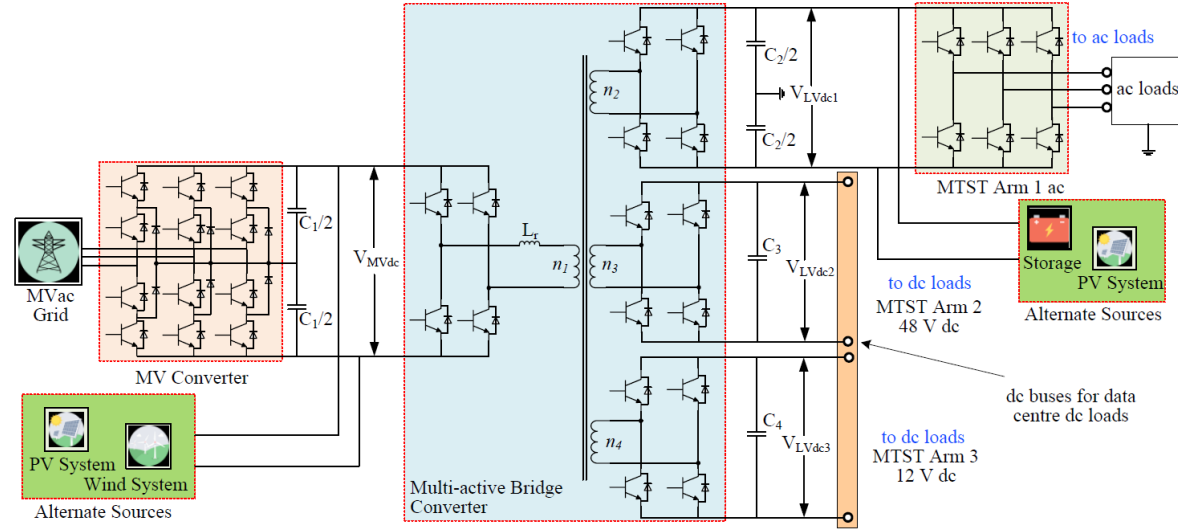 MVac
Grid
MV Converter
PV System
Wind System
Alternate Sources
C1/2
C1/2
VMVdc
Lr
n1
n2
n3
n4
Multi-active Bridge
Converter
C2/2
C2/2
VLVdc1
C3
VLVdc2
C4
VLVdc3
to ac loads
ac loads
MTST Arm 1 ac
Storage
PV System
Alternate Sources
to dc loads
MTST Arm 2
48 V dc
dc buses for data
centre dc loads
to dc loads
MTST Arm 3
12 V dc